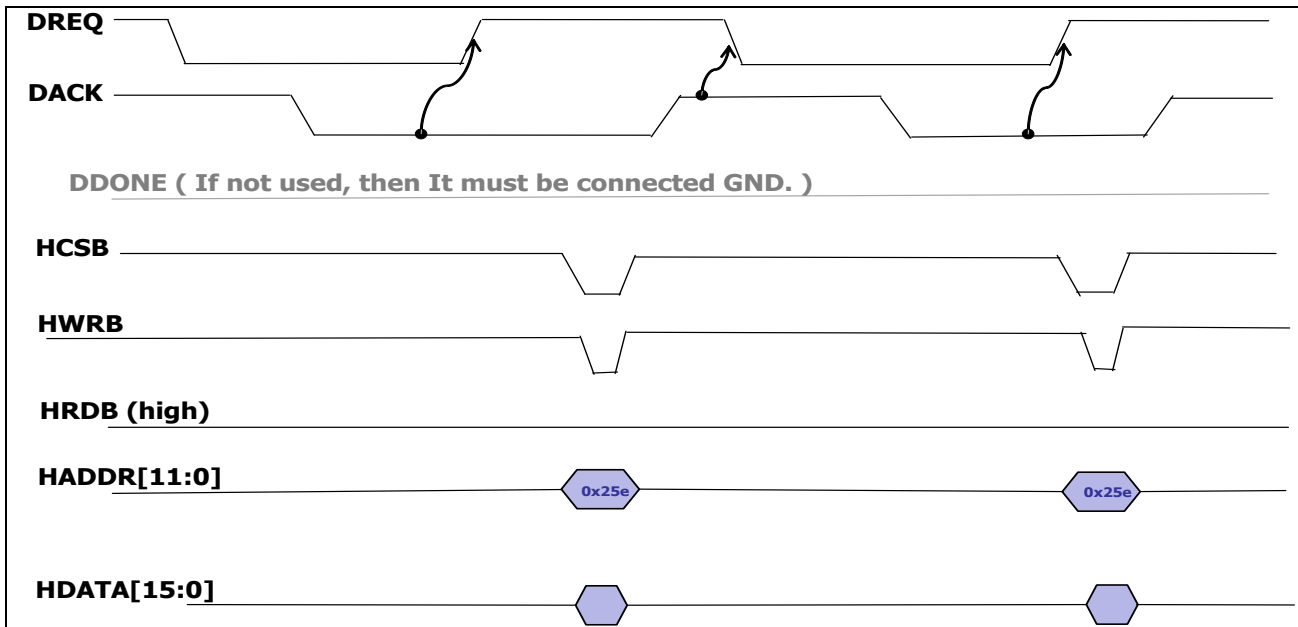 DREQ
DACK
DDONE ( If not used, then It must be connected GND. )
HCSB
HWRB
HRDB (high)
HADDR[11:0]
0x25e
0x25e
HDATA[15:0]